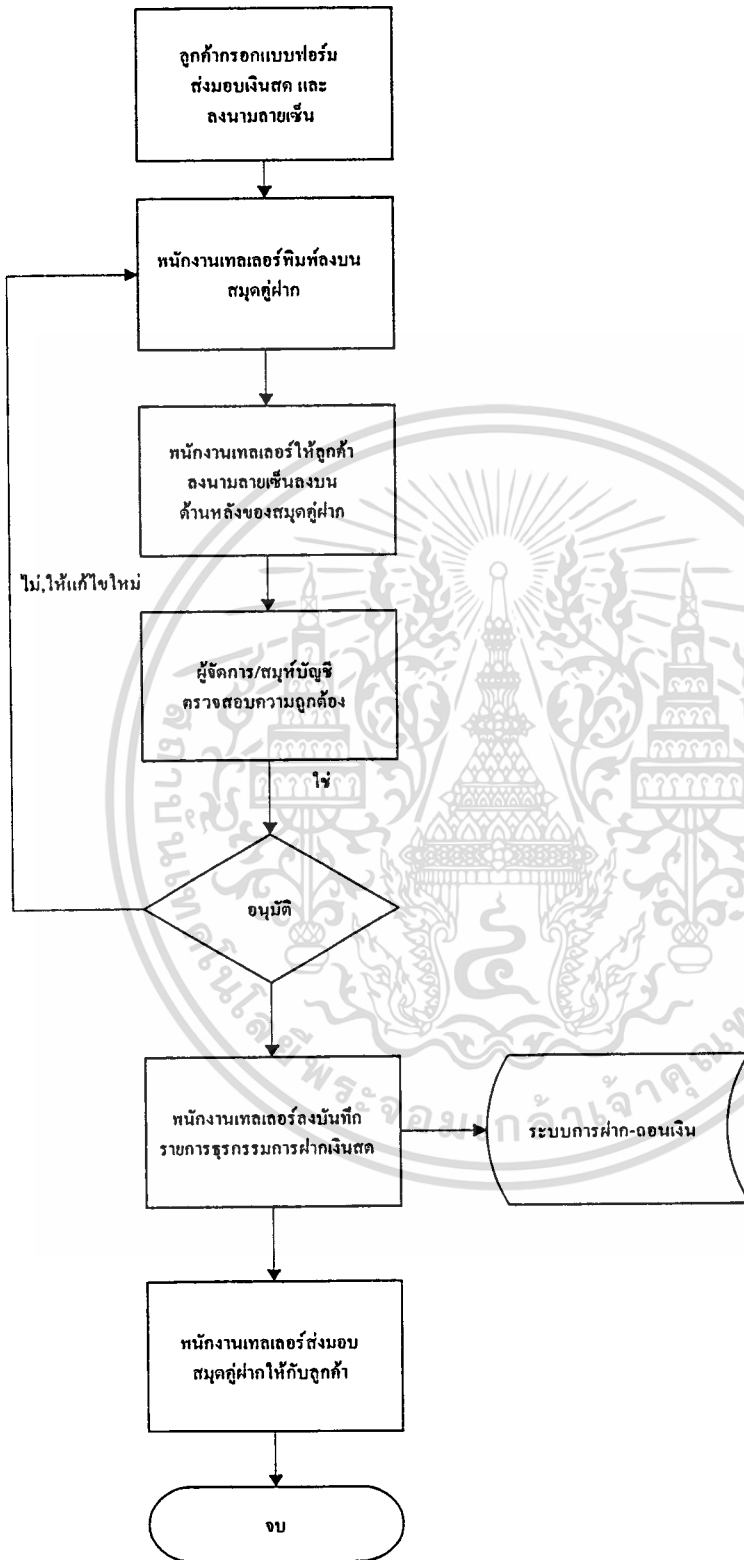 ลูกค้ากรอกแบบฟอร์ม
ส่งมอบเงินสด และ
ลงนามลายเซ็น
พนักงานเทลเลอร์พิมพ์ลงบน
สมุดคู่ฝาก
พนักงานเทลเลอร์ให้ลูกค้า
ลงนามลายเซ็นลงบน
ด้านหลังของสมุดคู่ฝาก
ไม่,ให้แก้ไขใหม่
ผู้จัดการ/สมุห์บัญชี
ตรวจสอบความถูกต้อง
ใช่
อนุมัติ
พนักงานเทลเลอร์ลงบันทึก
รายการธุรกรรมการฝากเงินสด
ระบบการฝาก-ถอนเงิน
พนักงานเทลเลอร์ส่งมอบ
สมุดคู่ฝากให้กับลูกค้า
จบ